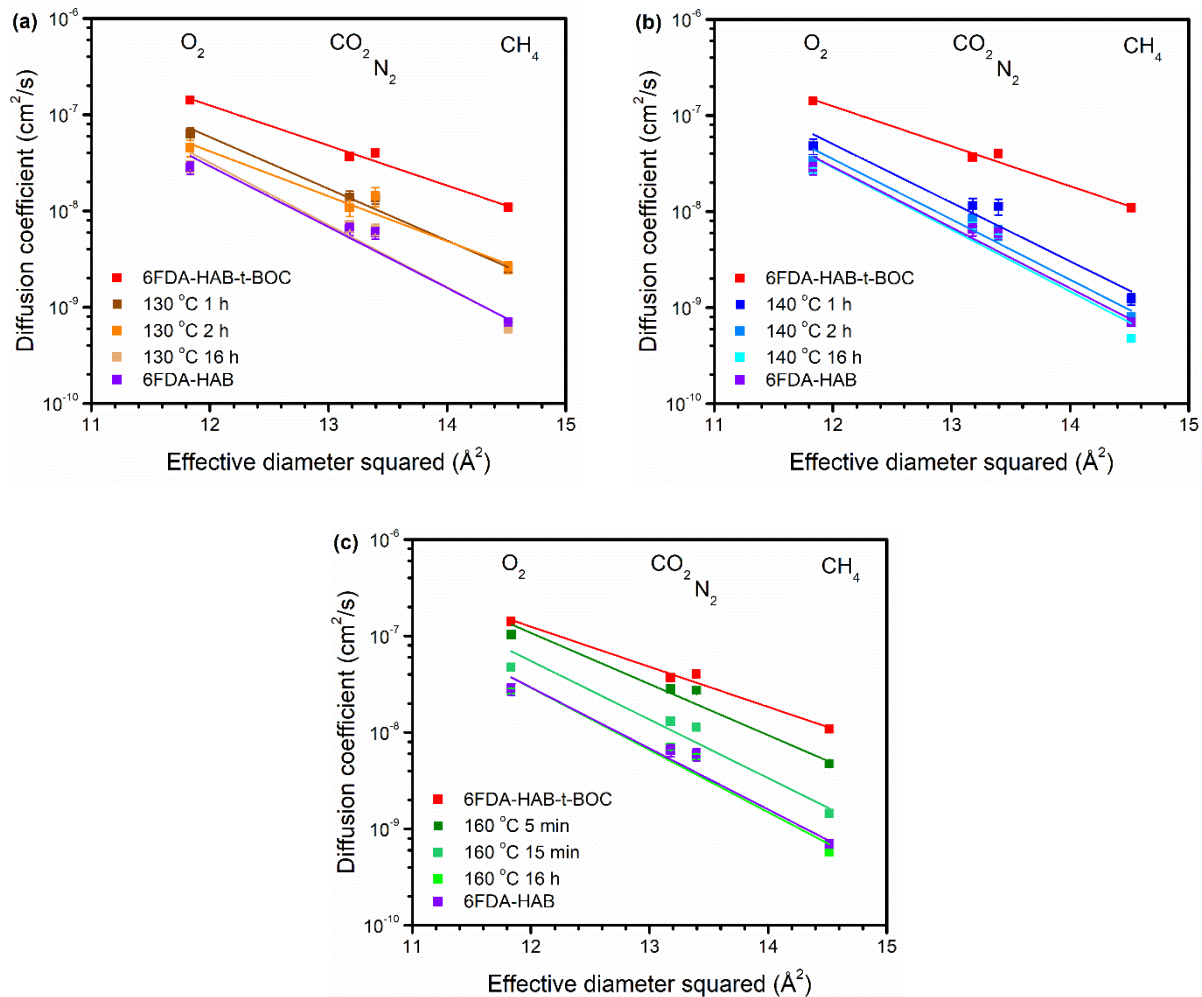 (a)
O₂ CO₂ N₂ CH₄
Diffusion coefficient (cm²/s)
10⁻⁶
10⁻⁷
10⁻⁸
10⁻⁹
10⁻¹⁰
6FDA-HAB-t-BOC
130 °C 1 h
130 °C 2 h
130 °C 16 h
6FDA-HAB
11 12 13 14 15
Effective diameter squared (Å²)
(b)
O₂ CO₂ N₂ CH₄
Diffusion coefficient (cm²/s)
10⁻⁶
10⁻⁷
10⁻⁸
10⁻⁹
10⁻¹⁰
6FDA-HAB-t-BOC
140 °C 1 h
140 °C 2 h
140 °C 16 h
6FDA-HAB
11 12 13 14 15
Effective diameter squared (Å²)
(c)
O₂ CO₂ N₂ CH₄
Diffusion coefficient (cm²/s)
10⁻⁶
10⁻⁷
10⁻⁸
10⁻⁹
10⁻¹⁰
6FDA-HAB-t-BOC
160 °C 5 min
160 °C 15 min
160 °C 16 h
6FDA-HAB
11 12 13 14 15
Effective diameter squared (Å²)